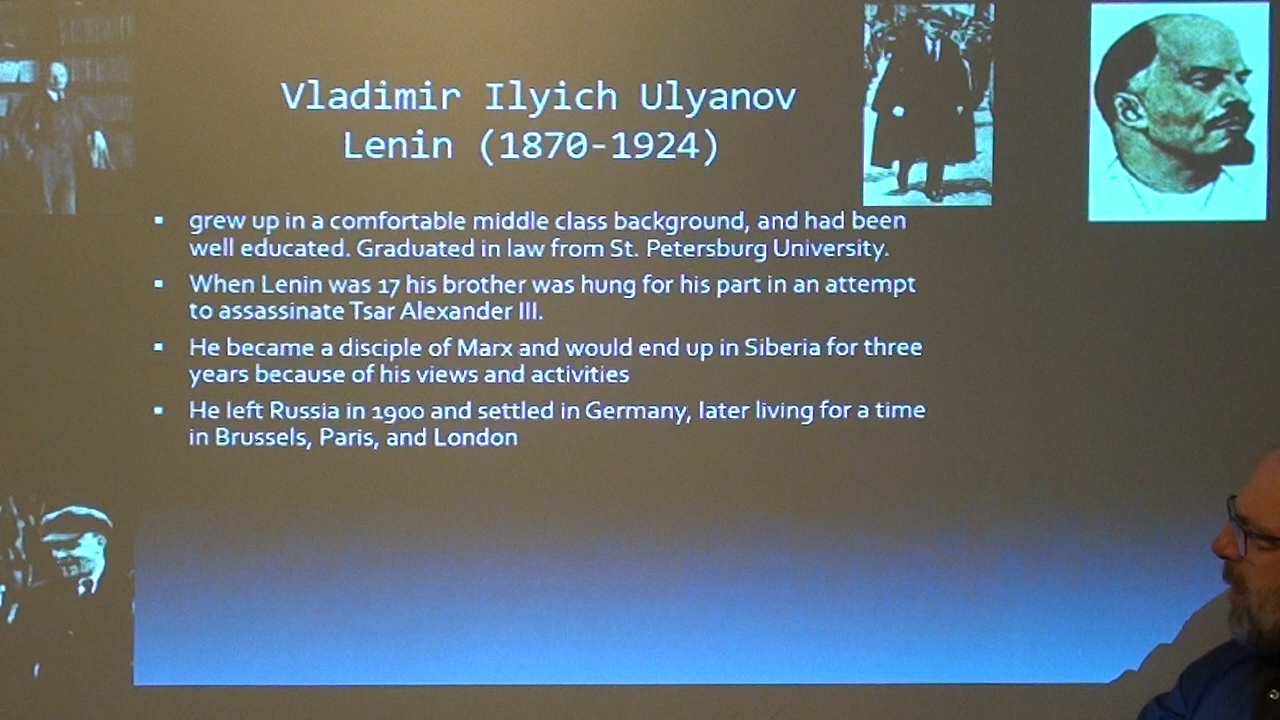 Vladimir Ilyich Ulyanov
Lenin (1870-1924)
▪ grew up in a comfortable middle class background, and had been
well educated. Graduated in law from St. Petersburg University.
▪ When Lenin was 17 his brother was hung for his part in an attempt
to assassinate Tsar Alexander III.
▪ He became a disciple of Marx and would end up in Siberia for three
years because of his views and activities
▪ He left Russia in 1900 and settled in Germany, later living for a time
in Brussels, Paris, and London